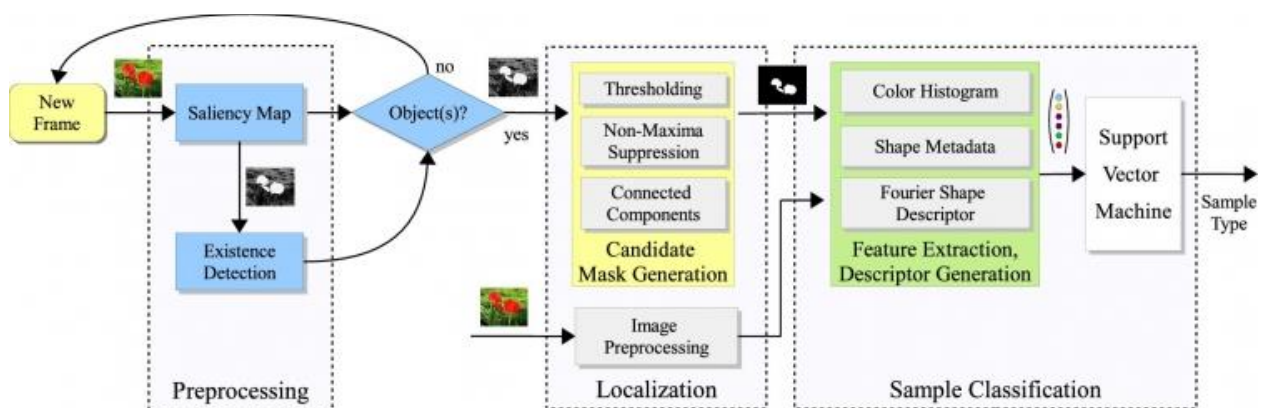 New
Frame
Saliency Map
Existence
Detection
Preprocessing
Object(s)?
no
yes
Thresholding
Non-Maxima
Suppression
Connected
Components
Candidate
Mask Generation
Image
Preprocessing
Localization
Color Histogram
Shape Metadata
Fourier Shape
Descriptor
Feature Extraction,
Descriptor Generation
Support
Vector
Machine
Sample
Type
Sample Classification